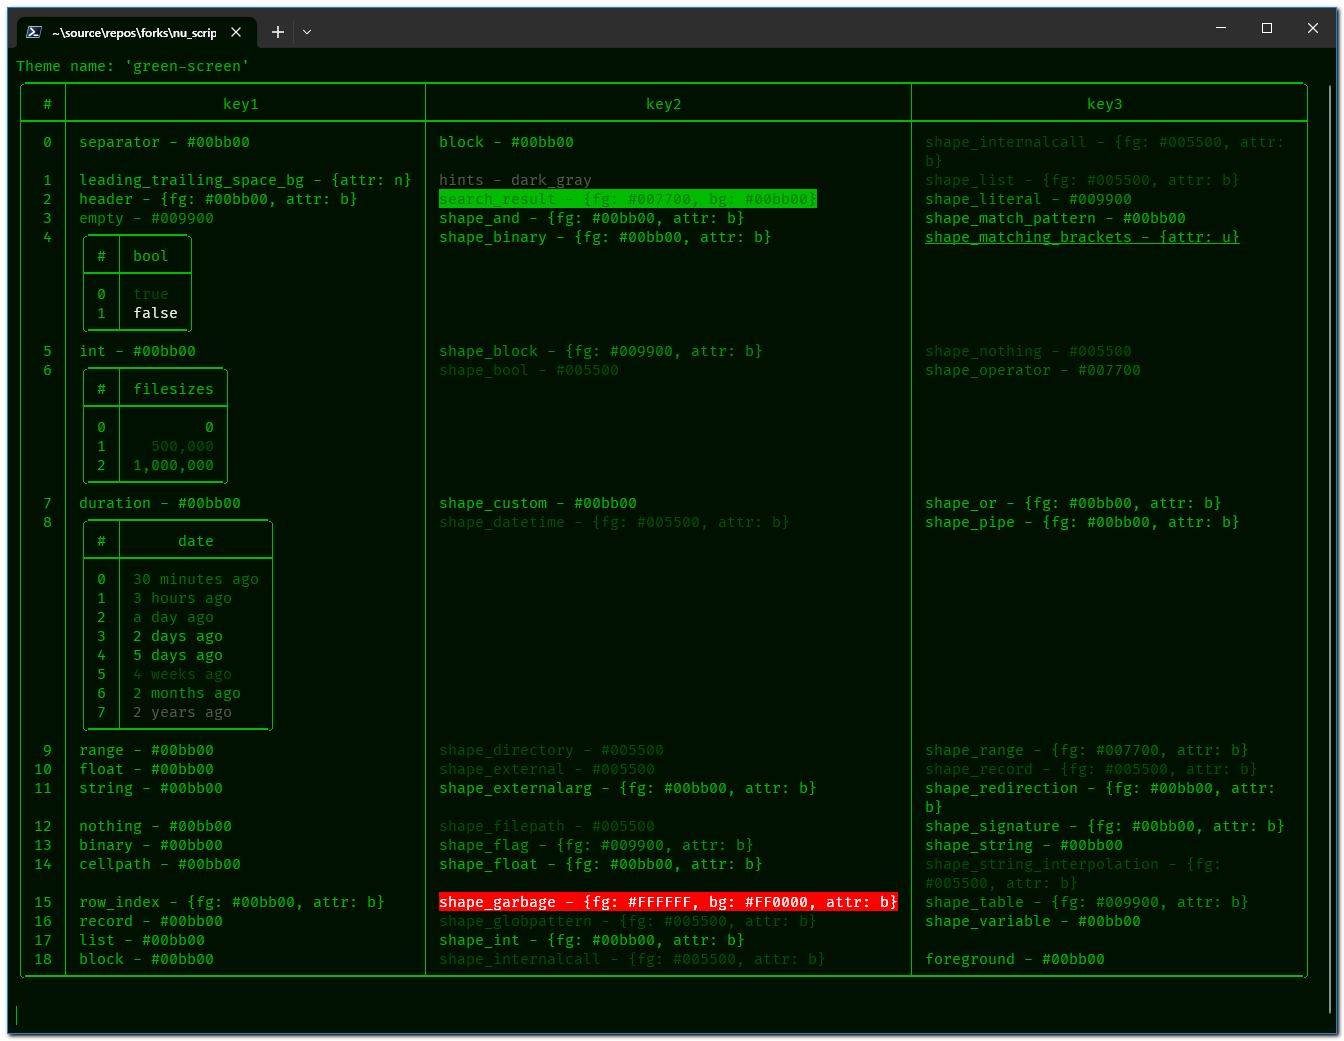 ~\source\repos\forks\nu_scrip
Theme name: 'green-screen'
# key1 key2 key3
0 separator - #00bb00 block - #00bb00 shape_internalcall - {fg: #005500, attr:
b}
1 leading_trailing_space_bg - {attr: n} hints - dark_gray shape_list - {fg: #005500, attr: b}
2 header - {fg: #00bb00, attr: b} search_result - {fg: #007700, bg: #00bb00} shape_literal - #009900
3 empty - #009900 shape_and - {fg: #00bb00, attr: b} shape_match_pattern - #00bb00
4 shape_binary - {fg: #00bb00, attr: b} shape_matching_brackets - {attr: u}
# bool
0 true
1 false
5 int - #00bb00 shape_block - {fg: #009900, attr: b} shape_nothing - #005500
6 shape_bool - #005500 shape_operator - #007700
# filesizes
0 0
1 500,000
2 1,000,000
7 duration - #00bb00 shape_custom - #00bb00 shape_or - {fg: #00bb00, attr: b}
8 shape_datetime - {fg: #005500, attr: b} shape_pipe - {fg: #00bb00, attr: b}
# date
0 30 minutes ago
1 3 hours ago
2 a day ago
3 2 days ago
4 5 days ago
5 4 weeks ago
6 2 months ago
7 2 years ago
9 range - #00bb00 shape_directory - #005500 shape_range - {fg: #007700, attr: b}
10 float - #00bb00 shape_external - #005500 shape_record - {fg: #005500, attr: b}
11 string - #00bb00 shape_externalarg - {fg: #00bb00, attr: b} shape_redirection - {fg: #00bb00, attr:
b}
12 nothing - #00bb00 shape_filepath - #005500 shape_signature - {fg: #00bb00, attr: b}
13 binary - #00bb00 shape_flag - {fg: #009900, attr: b} shape_string - #00bb00
14 cellpath - #00bb00 shape_float - {fg: #00bb00, attr: b} shape_string_interpolation - {fg:
#005500, attr: b}
15 row_index - {fg: #00bb00, attr: b} shape_garbage - {fg: #FFFFFF, bg: #FF0000, attr: b} shape_table - {fg: #009900, attr: b}
16 record - #00bb00 shape_globpattern - {fg: #005500, attr: b} shape_variable - #00bb00
17 list - #00bb00 shape_int - {fg: #00bb00, attr: b}
18 block - #00bb00 shape_internalcall - {fg: #005500, attr: b} foreground - #00bb00